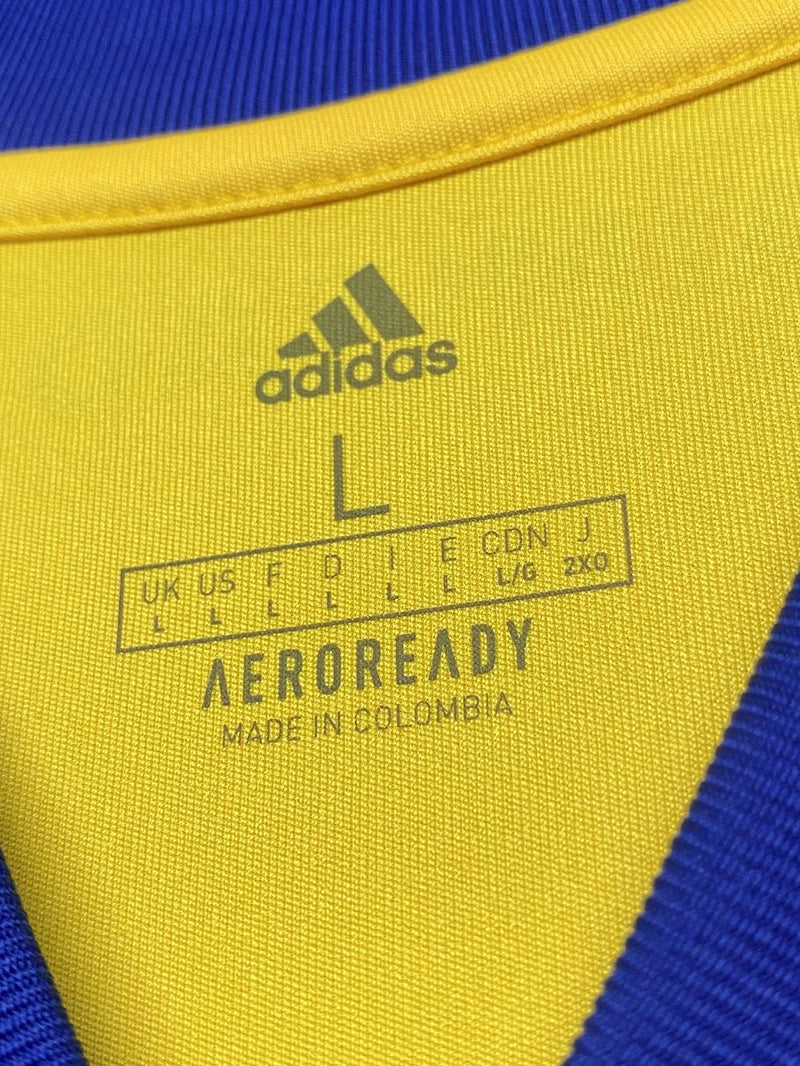 adidas
L
UK US F D I E CDN J
L L L L L L L/G 2XO
AEROREADY
MADE IN COLOMBIA